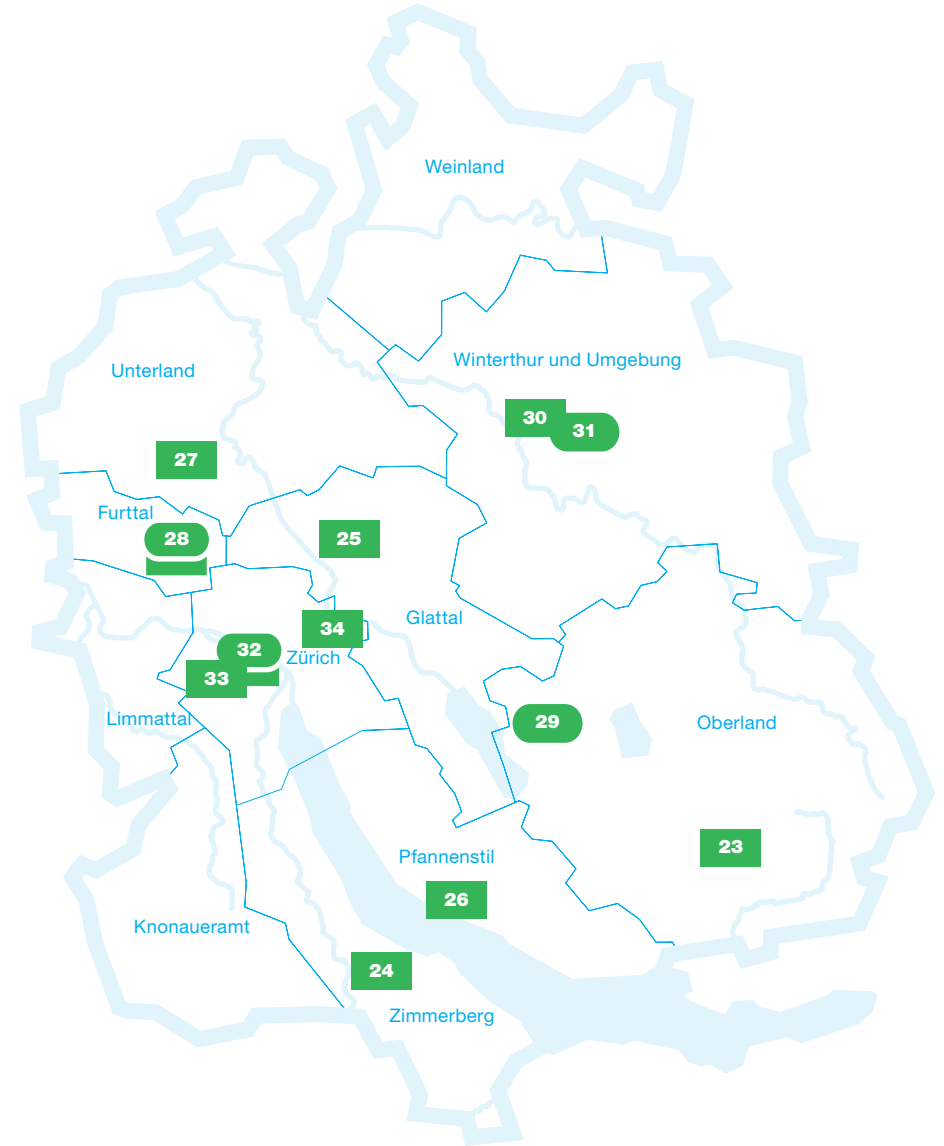 Weinland
Winterthur und Umgebung
Unterland
30
31
27
Furttal
28
25
Glattal
34
32
Zürich
33
Limmattal
29
Oberland
23
Pfannenstil
26
Knonaueramt
24
Zimmerberg